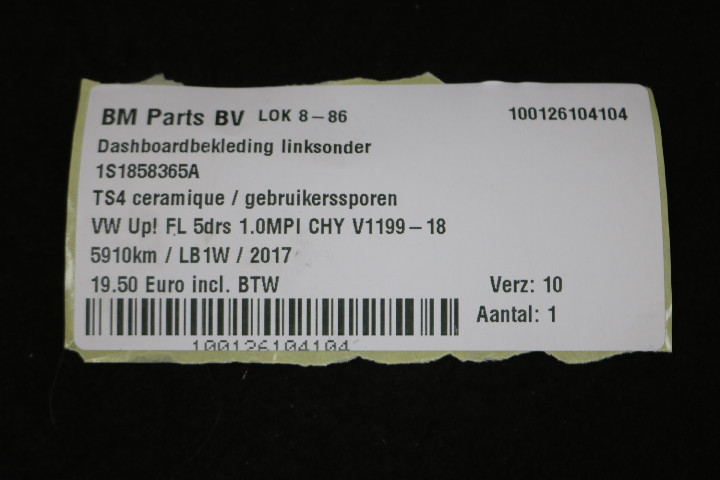 BM Parts BV LOK 8-86 100126104104
Dashboardbekleding linksonder
1S1858365A
TS4 ceramique / gebruikerssporen
VW Up! FL 5drs 1.0MPI CHY V1199-18
5910km / LB1W / 2017
19.50 Euro incl. BTW Verz: 10
Aantal: 1
100126104104